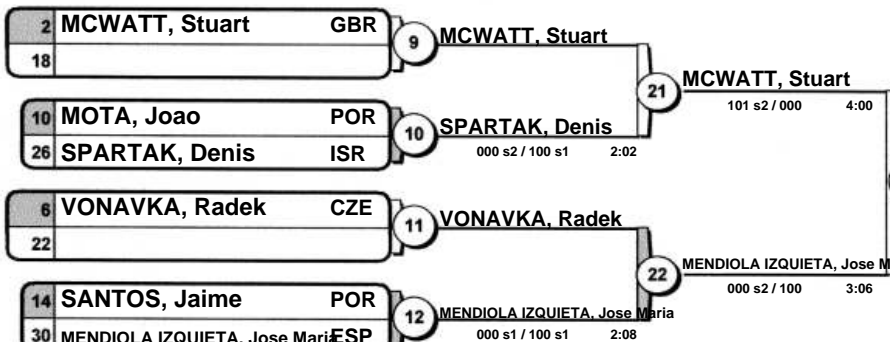 2 MCWATT, Stuart GBR
18
9 MCWATT, Stuart
10 MOTA, Joao POR
26 SPARTAK, Denis ISR
10 SPARTAK, Denis
000 s2 / 100 s1 2:02
21 MCWATT, Stuart
101 s2 / 000 4:00
6 VONAVKA, Radek CZE
22
11 VONAVKA, Radek
14 SANTOS, Jaime POR
30 MENDIOLA IZQUIETA, Jose Maria ESP
12 MENDIOLA IZQUIETA, Jose Maria
000 s1 / 100 s1 2:08
22 MENDIOLA IZQUIETA, Jose M
000 s2 / 100 3:06